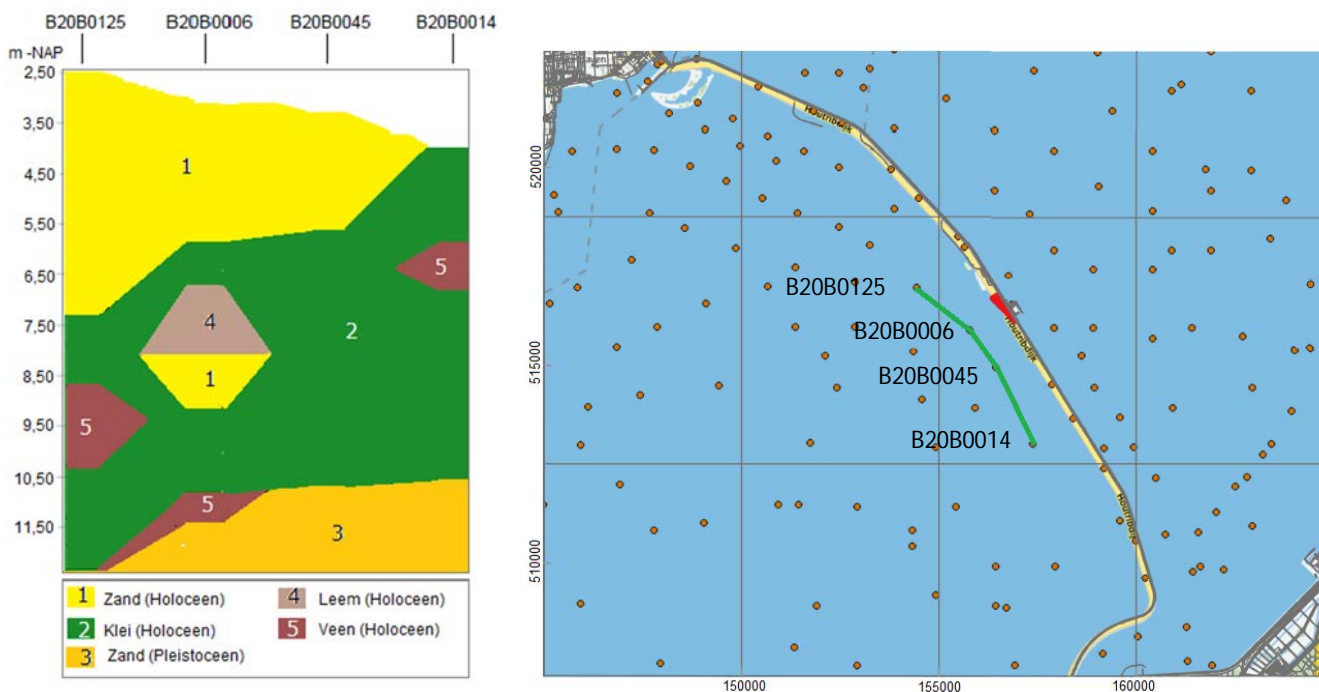 B20B0125 B20B0006 B20B0045 B20B0014
m -NAP
2,50
3,50
4,50
5,50
6,50
7,50
8,50
9,50
10,50
11,50
1
5
4
2
1
5
5
3
1 Zand (Holoceen)
4 Leem (Holoceen)
2 Klei (Holoceen)
5 Veen (Holoceen)
3 Zand (Pleistoceen)
Houtribdijk
520000
B20B0125
B20B0006
Houtribdijk
515000
B20B0045
B20B0014
Houtribdijk
510000
150000 155000 160000